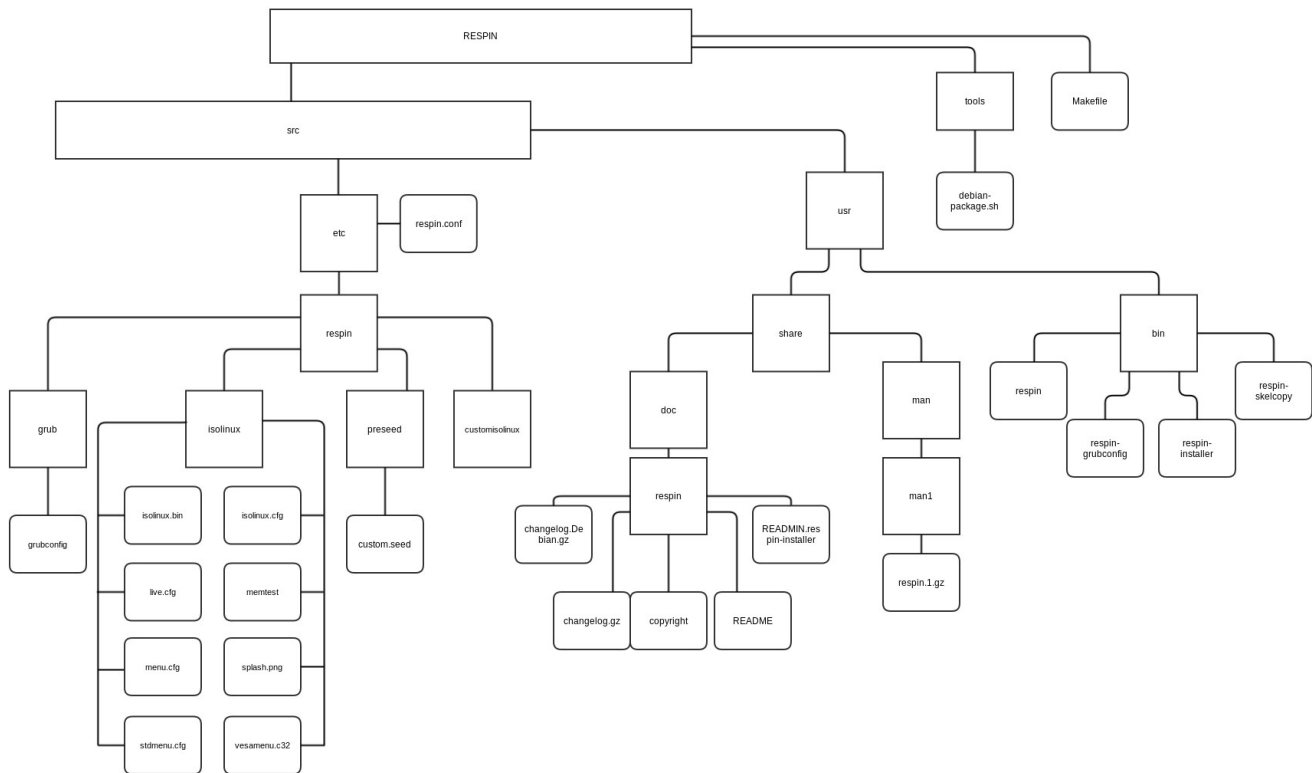 RESPIN
tools
Makefile
src
debian-
package.sh
usr
respin.conf
etc
respin
share
bin
respin
respin-
skelcopy
grub
isolinux
preseed
customisolinux
doc
man
respin-
grubconfig
respin-
installer
respin
man1
isolinux.bin
isolinux.cfg
grubconfig
custom.seed
changelog.De
bian.gz
READMIN.res
pin-installer
respin.1.gz
live.cfg
memtest
changelog.gz
copyright
README
menu.cfg
splash.png
stdmenu.cfg
vesamenu.c32